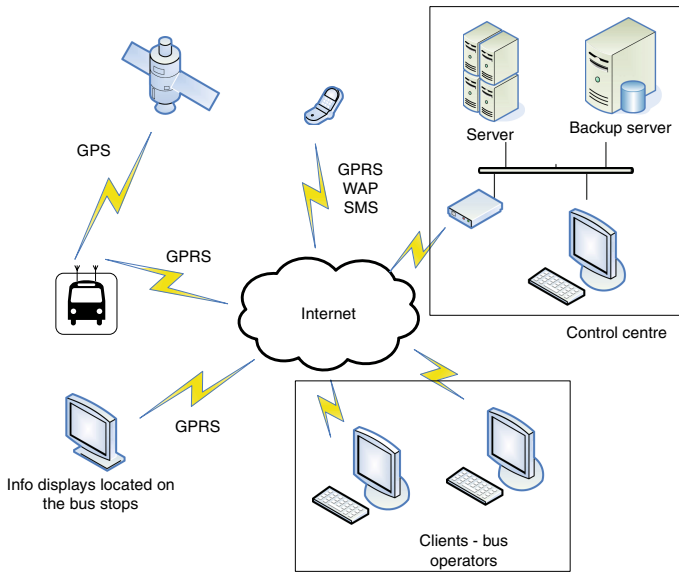 Server
Backup server
GPS
GPRS
WAP
SMS
GPRS
Internet
Control centre
GPRS
Info displays located on
the bus stops
Clients - bus
operators